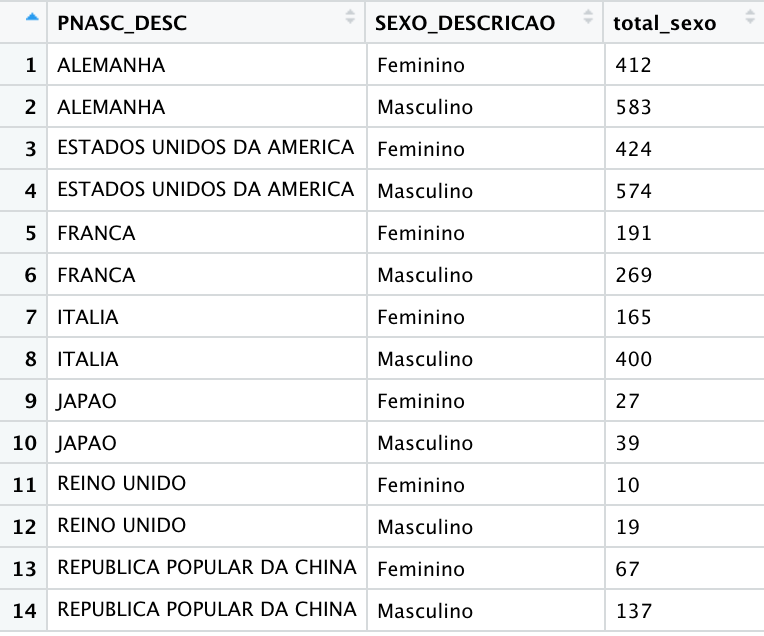 PNASC_DESC SEXO_DESCRICAO total_sexo
1 ALEMANHA Feminino 412
2 ALEMANHA Masculino 583
3 ESTADOS UNIDOS DA AMERICA Feminino 424
4 ESTADOS UNIDOS DA AMERICA Masculino 574
5 FRANCA Feminino 191
6 FRANCA Masculino 269
7 ITALIA Feminino 165
8 ITALIA Masculino 400
9 JAPAO Feminino 27
10 JAPAO Masculino 39
11 REINO UNIDO Feminino 10
12 REINO UNIDO Masculino 19
13 REPUBLICA POPULAR DA CHINA Feminino 67
14 REPUBLICA POPULAR DA CHINA Masculino 137